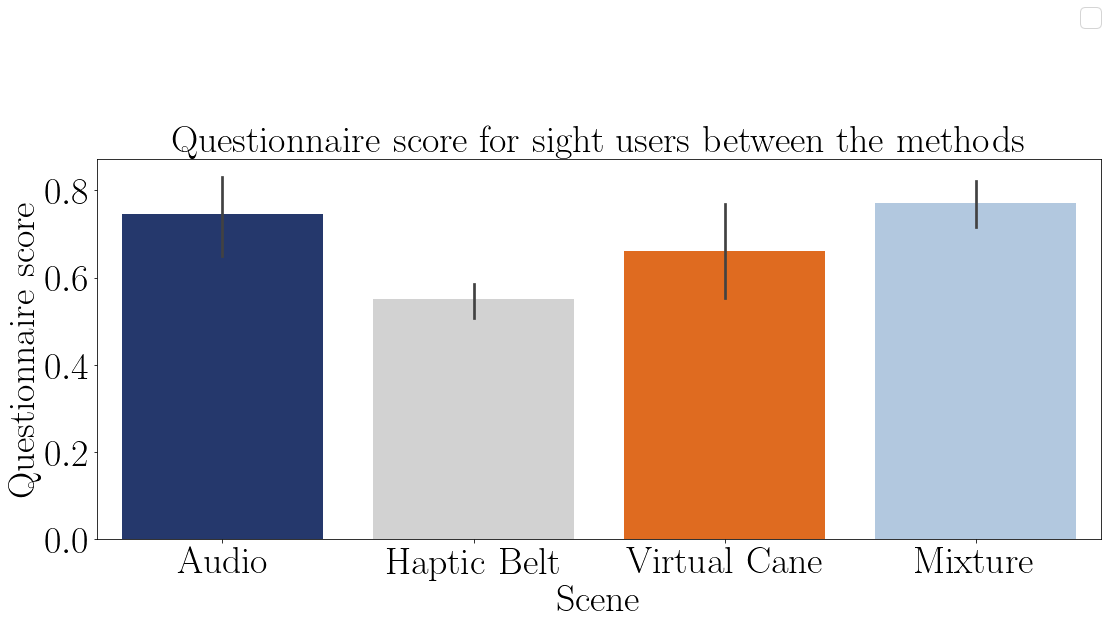 Questionnaire score for sight users between the methods
Questionnaire score
0.8
0.6
0.4
0.2
0.0
Audio
Haptic Belt
Virtual Cane
Mixture
Scene